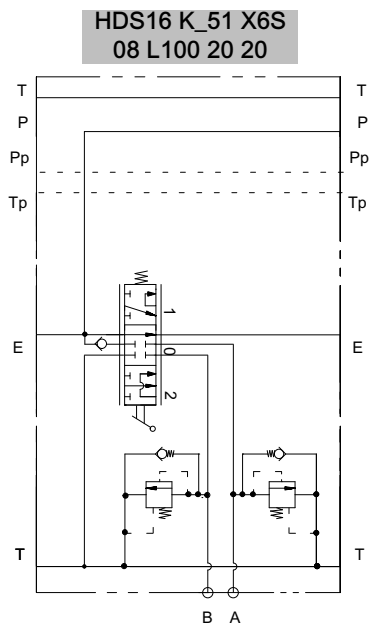 HDS16 K_51 X6S
08 L100 20 20
T T
P P
Pp Pp
Tp Tp
1
E 0 E
2
T T
B A